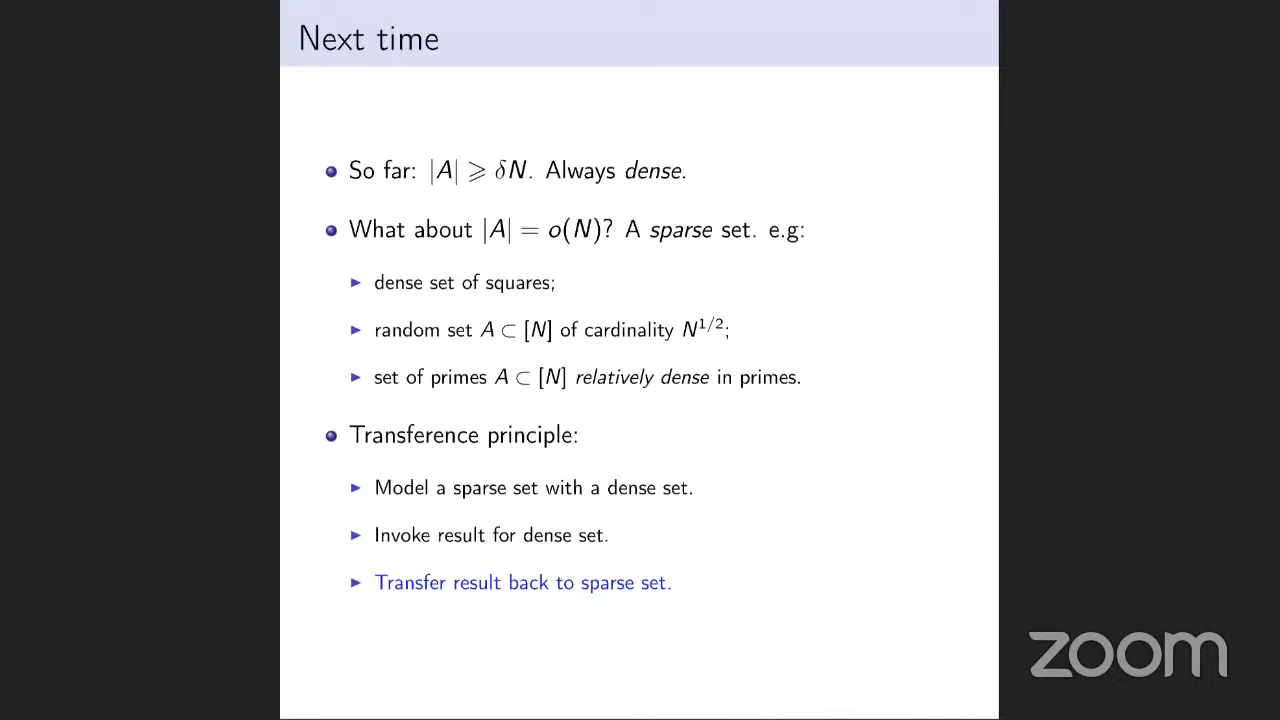 Next time
So far: |A| ⩾ δN. Always dense.
What about |A| = o(N)? A sparse set. e.g:
dense set of squares;
random set A ⊂ [N] of cardinality N^{1/2};
set of primes A ⊂ [N] relatively dense in primes.
Transference principle:
Model a sparse set with a dense set.
Invoke result for dense set.
Transfer result back to sparse set.
zoom